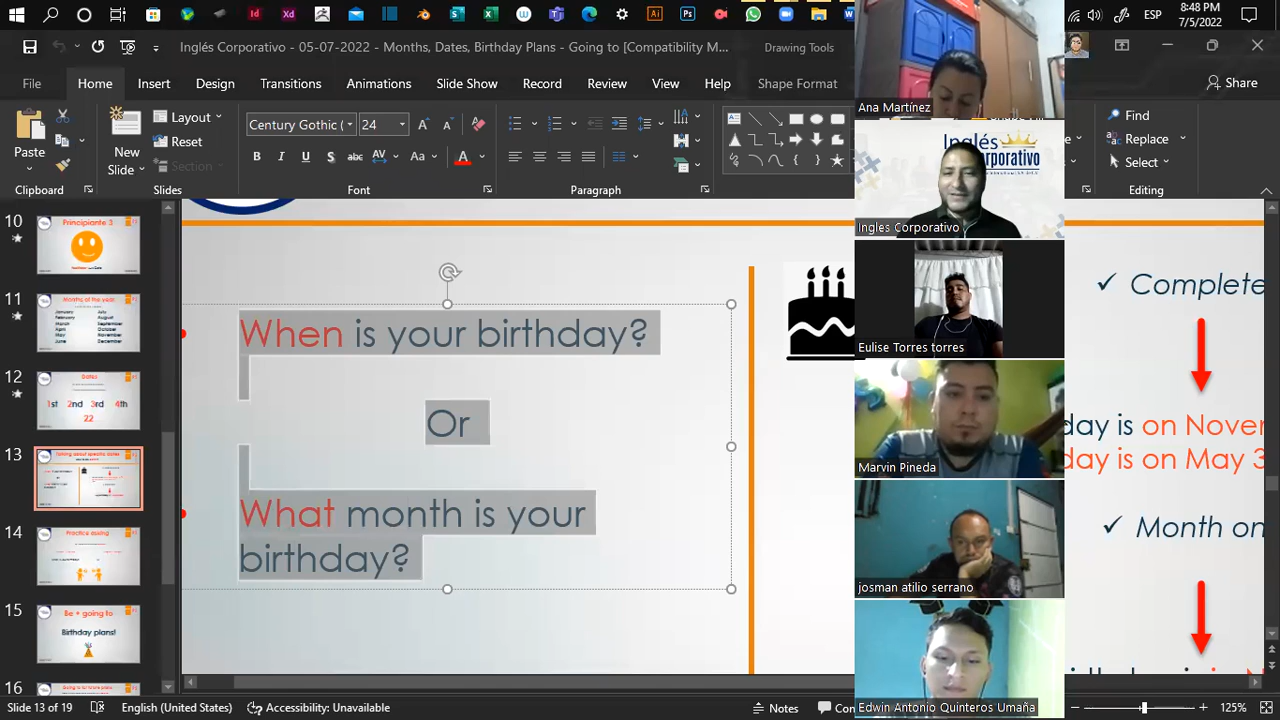 8:48 PM
ESP
7/5/2022
Inglés Corporativo - 05-07-2022 - Months, Dates, Birthday Plans - Going to [Compatibility M...
Drawing Tools
File
Home
Insert
Design
Transitions
Animations
Slide Show
Record
Review
View
Help
Shape Format
Share
Paste
Clipboard
New
Slide
Layout
Reset
Section
Slides
Century Gothic (
24
Font
Paragraph
Find
Replace
Select
Editing
10
Principiante 3
11
Months of the year
January
July
February
August
March
September
April
October
May
November
June
December
12
Dates
1st 2nd 3rd 4th
22
13
Talking about specific dates
14
Practice asking
15
Be + going to
Birthday plans!
16
When is your birthday?
Or
What month is your
birthday?
Complete
day is on Nover
day is on May 3
Month on
Ana Martínez
Inglés
Corporativo
Ingles Corporativo
Eulise Torres torres
Marvin Pineda
josman atilio serrano
Edwin Antonio Quinteros Umaña
Slide 13 of 19
English (United States)
Accessibility: Unavailable
Notes
125%